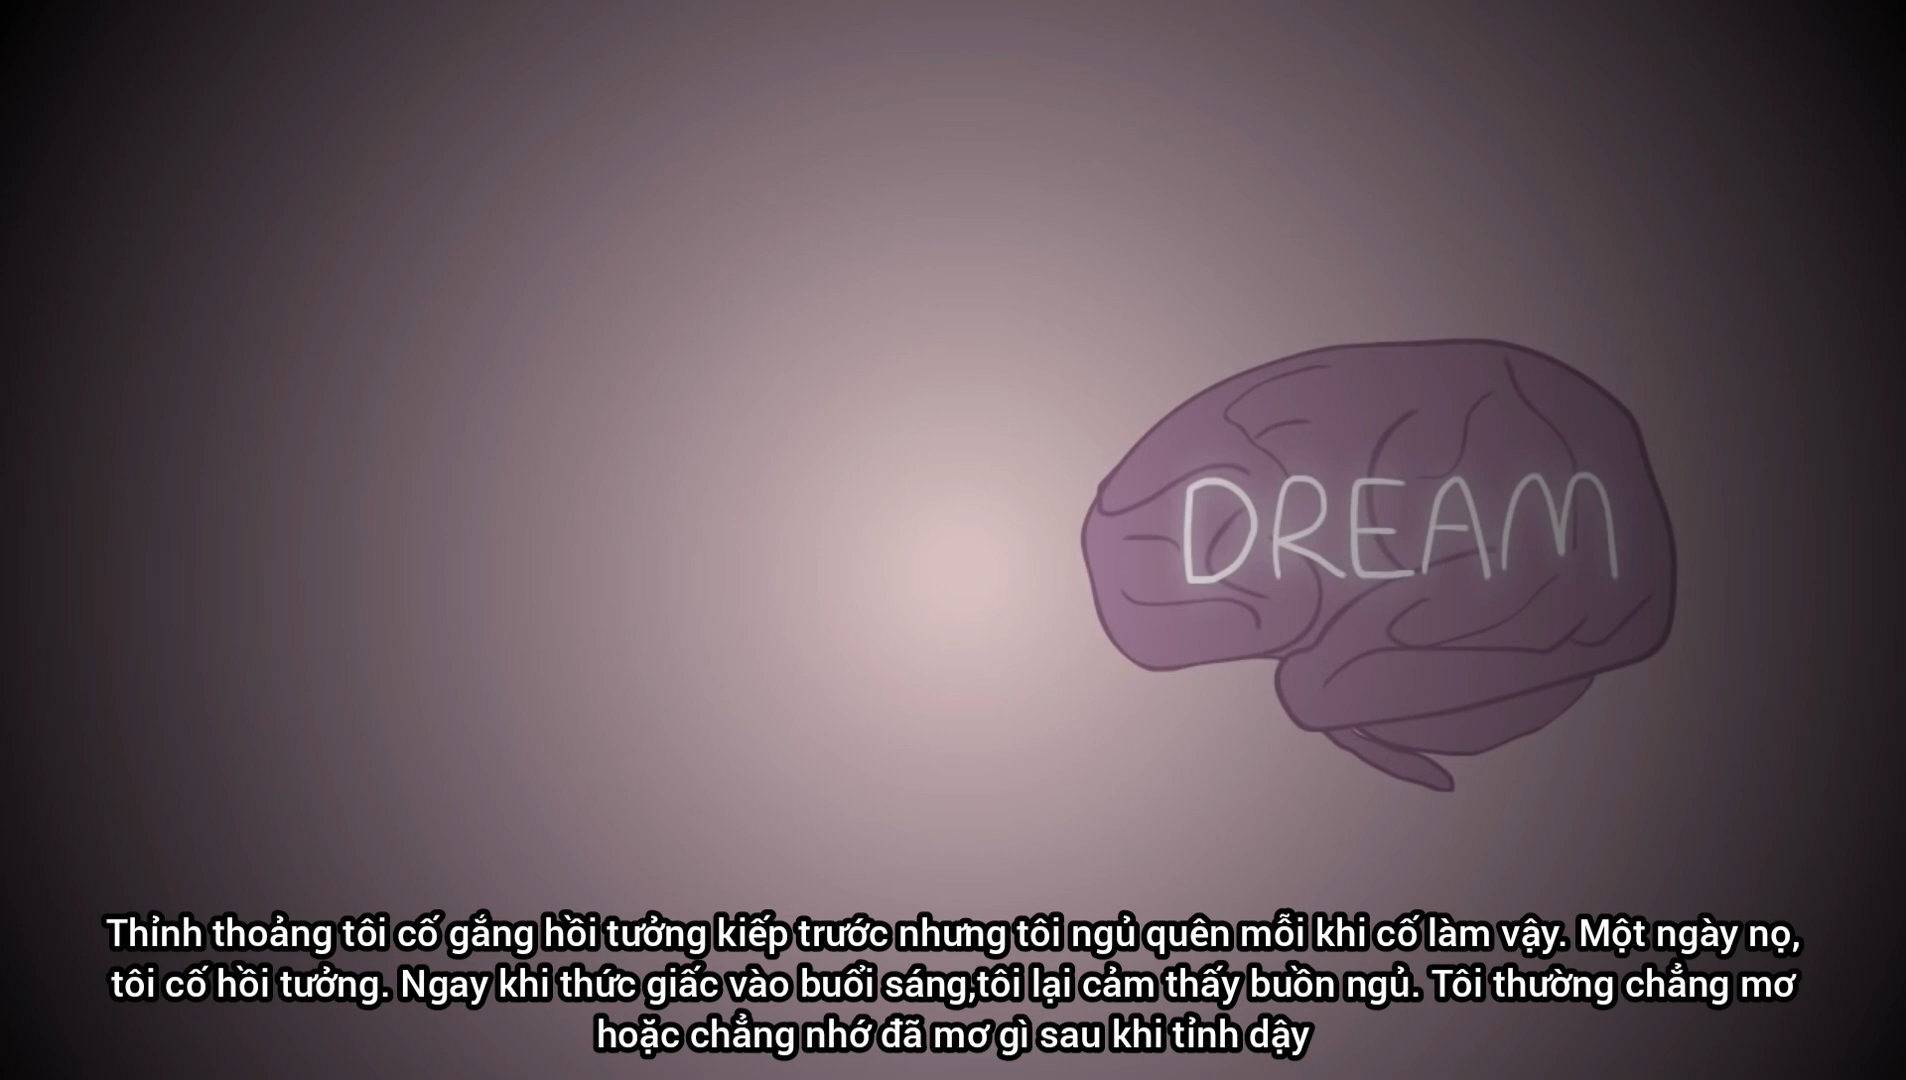 DREAM
Thỉnh thoảng tôi cố gắng hồi tưởng kiếp trước nhưng tôi ngủ quên mỗi khi cố làm vậy. Một ngày nọ,
tôi cố hồi tưởng. Ngay khi thức giấc vào buổi sáng,tôi lại cảm thấy buồn ngủ. Tôi thường chẳng mơ
hoặc chẳng nhớ đã mơ gì sau khi tỉnh dậy